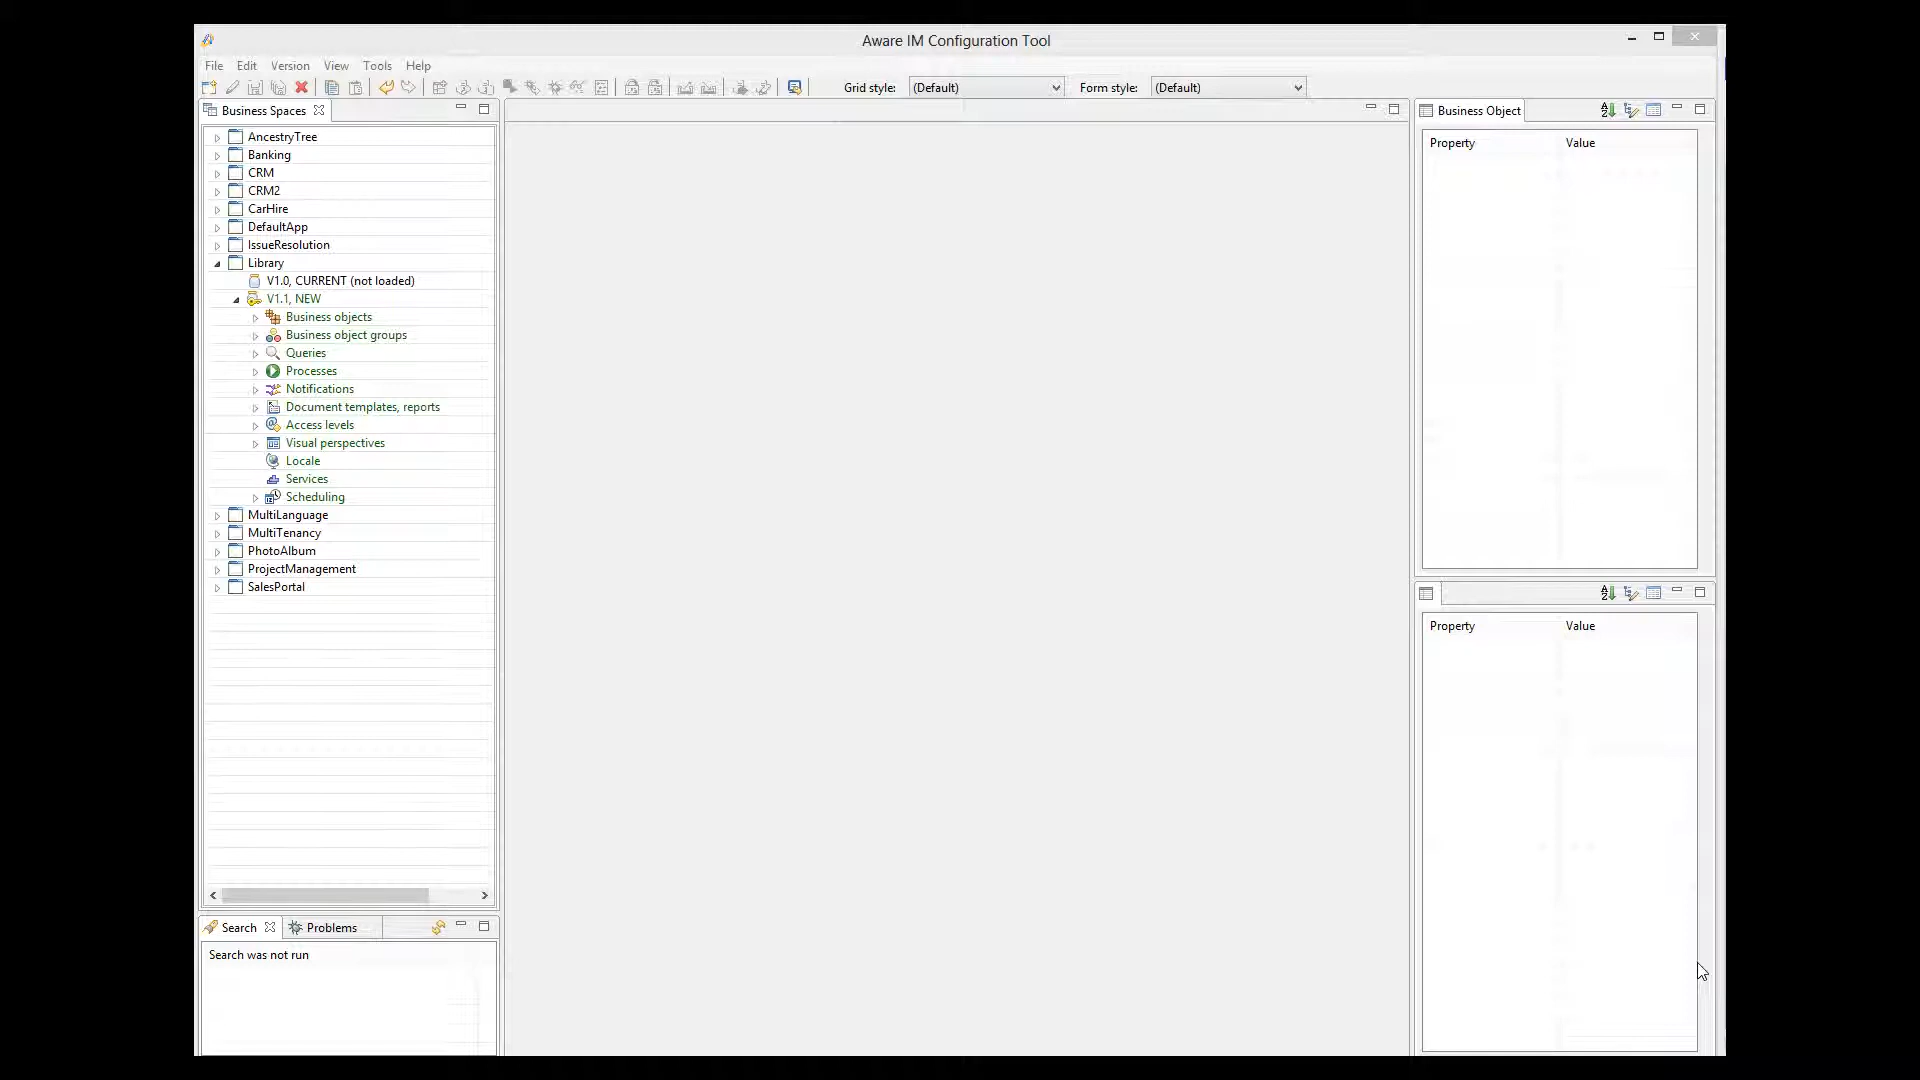 Aware IM Configuration Tool
File Edit Version View Tools Help
Grid style: (Default) Form style: (Default)
Business Spaces
AncestryTree
Banking
CRM
CRM2
CarHire
DefaultApp
IssueResolution
Library
V1.0, CURRENT (not loaded)
V1.1, NEW
Business objects
Business object groups
Queries
Processes
Notifications
Document templates, reports
Access levels
Visual perspectives
Locale
Services
Scheduling
MultiLanguage
MultiTenancy
PhotoAlbum
ProjectManagement
SalesPortal
Search Problems
Search was not run
Business Object
Property Value
Property Value